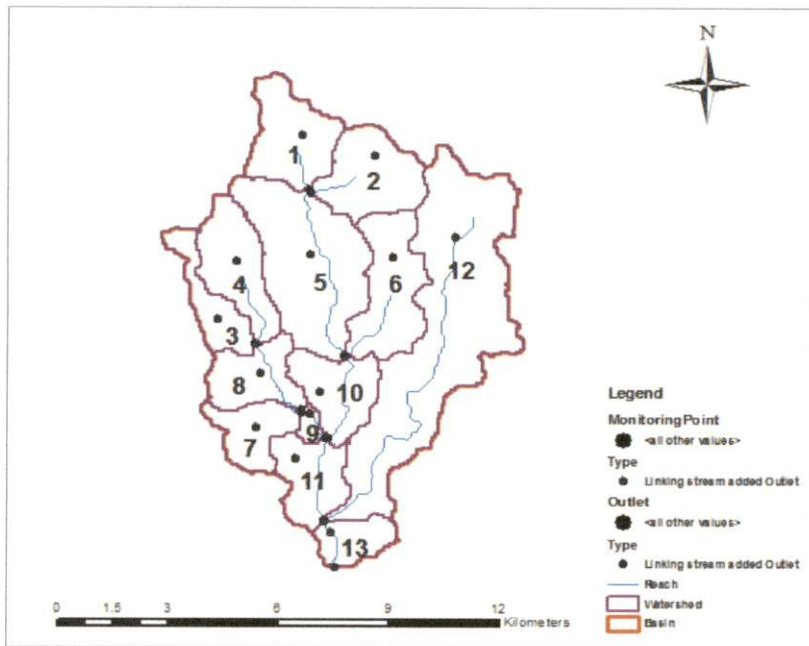 N
1
2
12
5
6
4
3
8
10
9
7
11
13
Legend
Monitoring Point
<all other values>
Type
Linking stream added Outlet
Outlet
<all other values>
Type
Linking stream added Outlet
Reach
Watershed
Basin
0 1.5 3 6 9 12
Kilometers